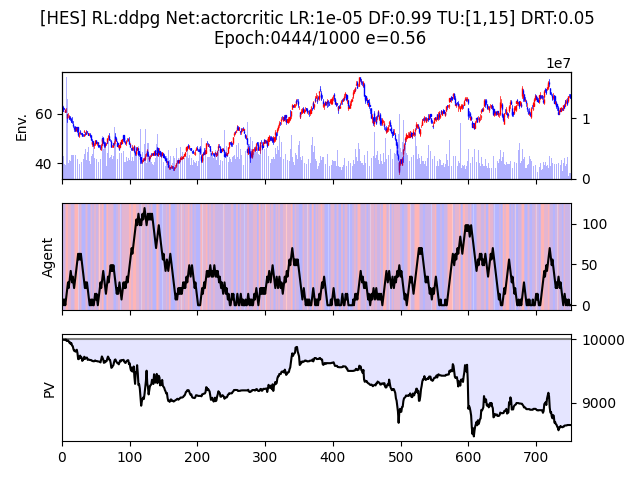 [HES] RL:ddpg Net:actorcritic LR:1e-05 DF:0.99 TU:[1,15] DRT:0.05
Epoch:0444/1000 e=0.56
1e7
Env.
60
40
1
0
Agent
100
50
0
PV
10000
9000
0 100 200 300 400 500 600 700